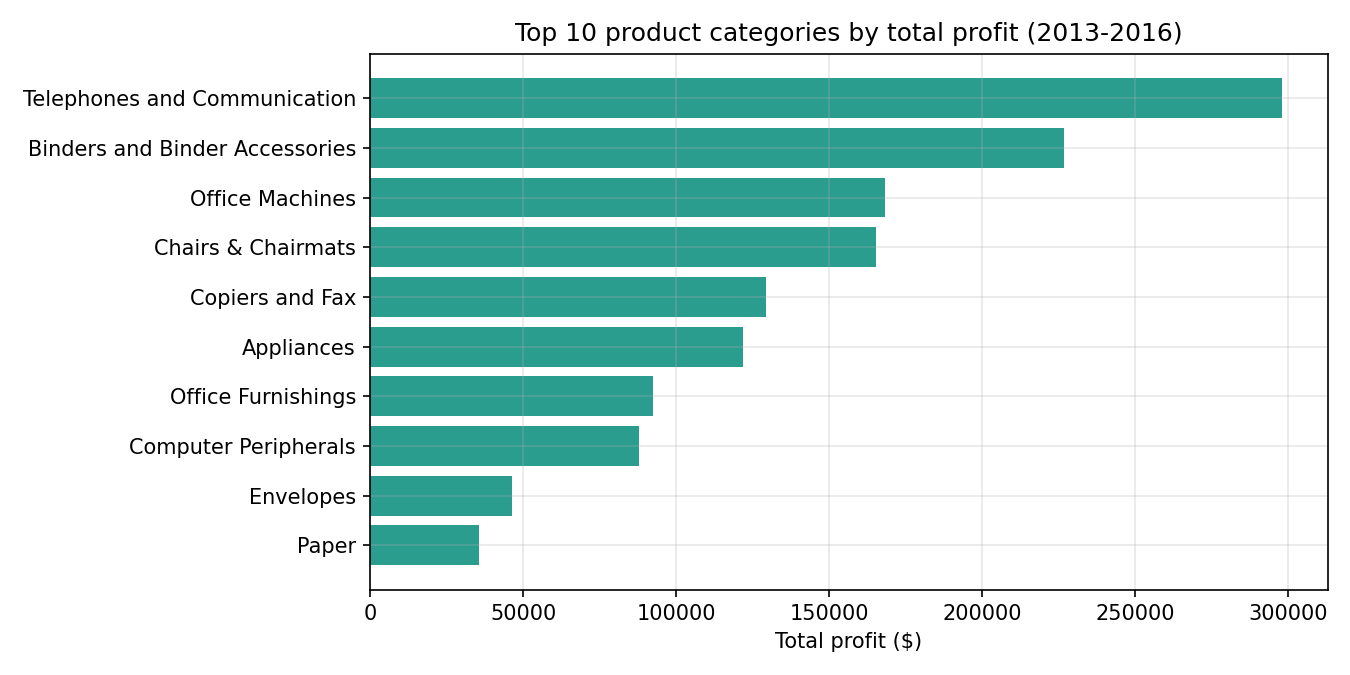 Top 10 product categories by total profit (2013-2016)
Telephones and Communication
Binders and Binder Accessories
Office Machines
Chairs & Chairmats
Copiers and Fax
Appliances
Office Furnishings
Computer Peripherals
Envelopes
Paper
0 50000 100000 150000 200000 250000 300000
Total profit ($)